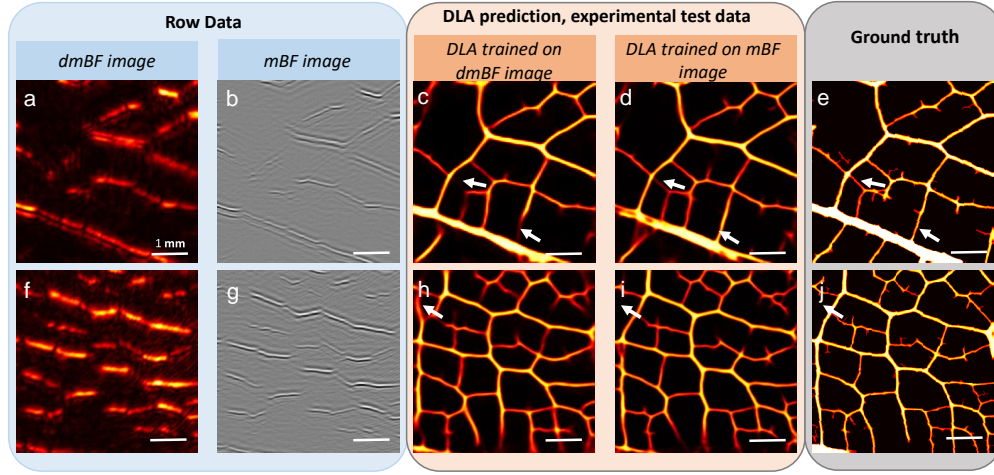 Row Data
DLA prediction, experimental test data
Ground truth
dmBF image
mBF image
DLA trained on
dmBF image
DLA trained on mBF
image
a
b
c
d
e
1 mm
f
g
h
i
j